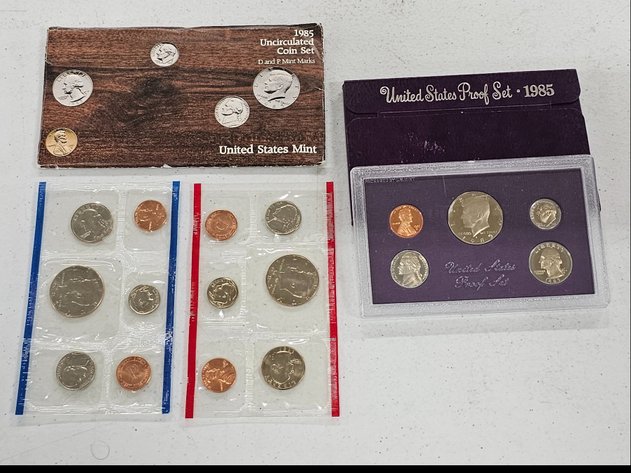 1985
Uncirculated
Coin Set
D and P Mint Marks
United States Mint
United States Proof Set · 1985
United States
Proof Set